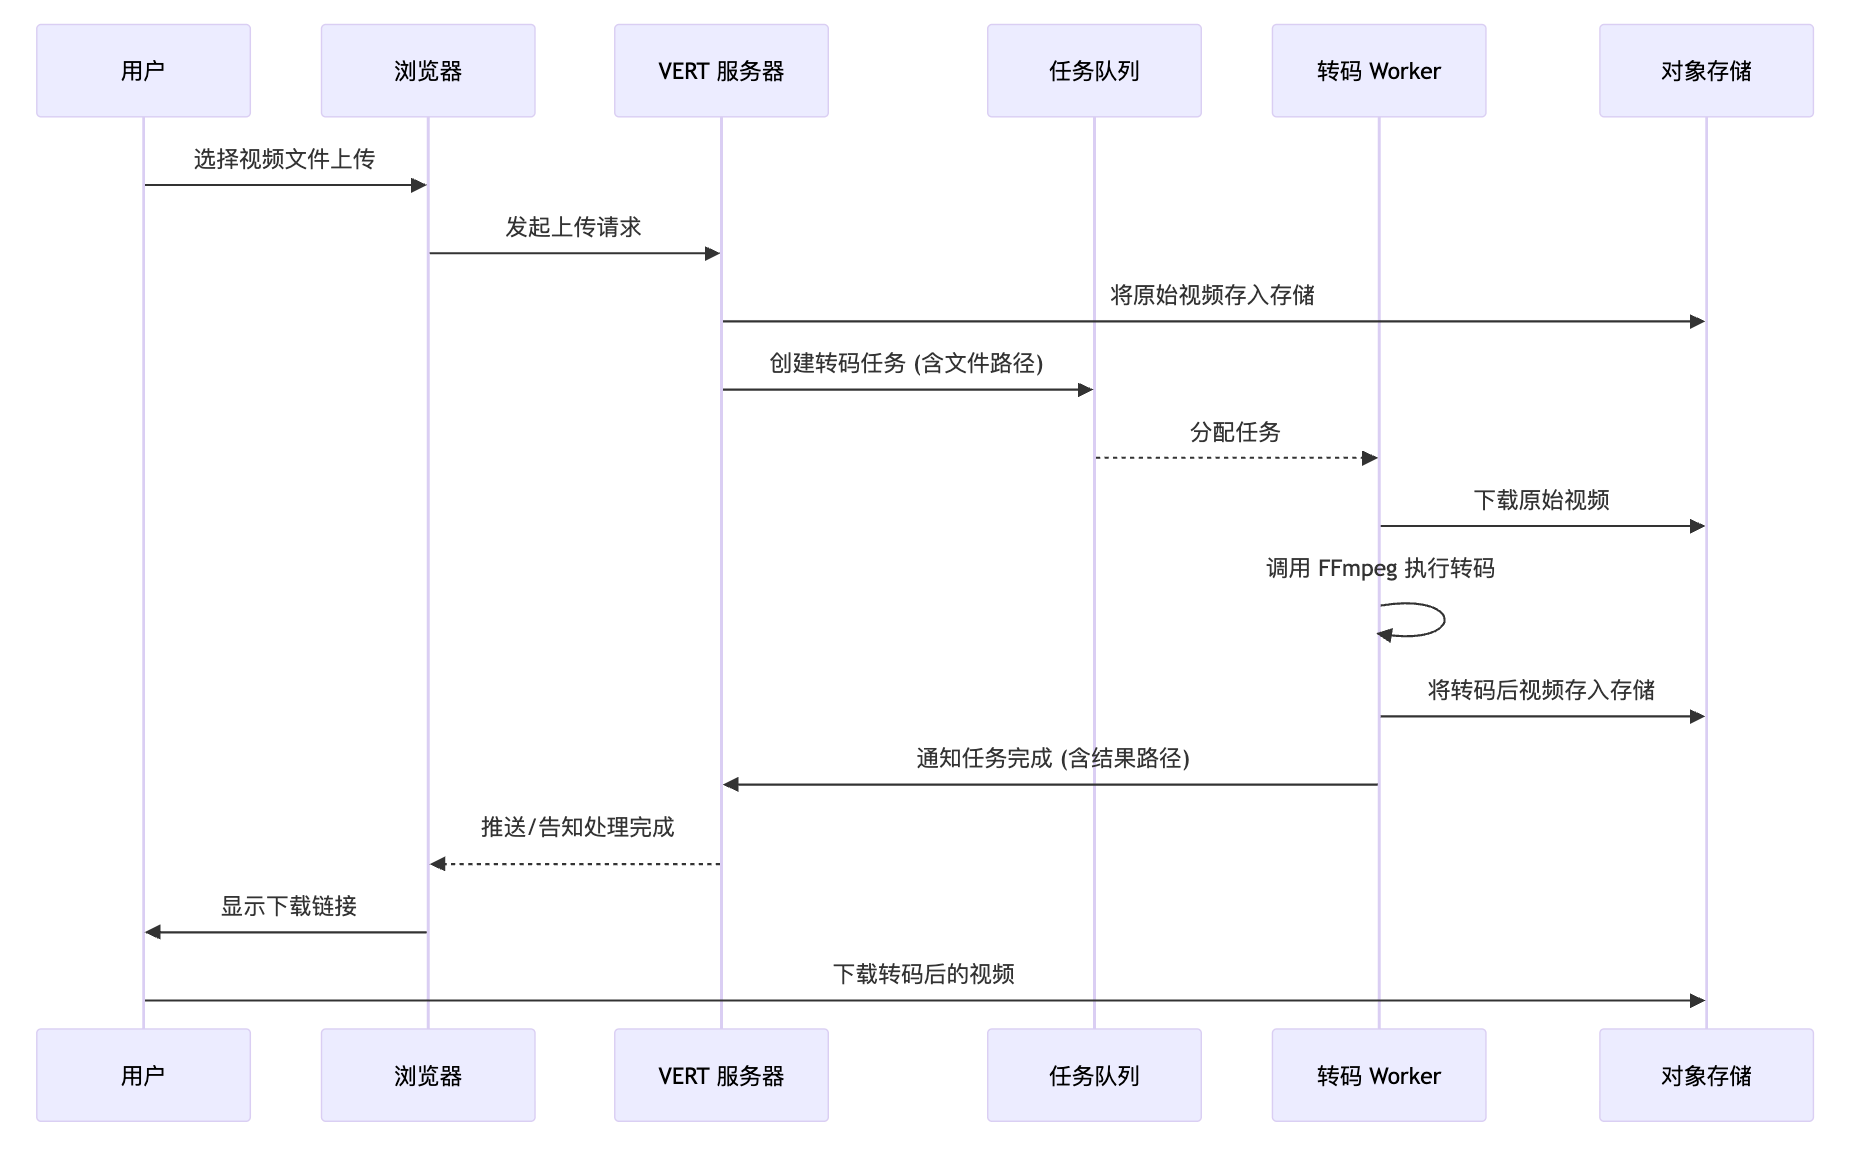 用户
浏览器
VERT 服务器
任务队列
转码 Worker
对象存储
选择视频文件上传
发起上传请求
将原始视频存入存储
创建转码任务 (含文件路径)
分配任务
下载原始视频
调用 FFmpeg 执行转码
将转码后视频存入存储
通知任务完成 (含结果路径)
推送/告知处理完成
显示下载链接
下载转码后的视频
用户
浏览器
VERT 服务器
任务队列
转码 Worker
对象存储